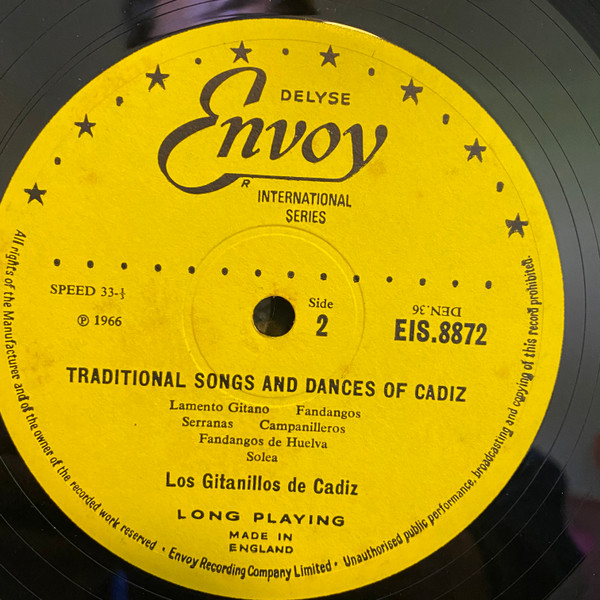 DELYSE
Envoy
R
INTERNATIONAL
SERIES
SPEED 33-⅓
℗ 1966
Side
2
DEN.36
EIS.8872
TRADITIONAL SONGS AND DANCES OF CADIZ
Lamento Gitano Fandangos
Serranas Campanilleros
Fandangos de Huelva
Solea
Los Gitanillos de Cadiz
LONG PLAYING
MADE IN
ENGLAND
All rights of the Manufacturer and of the owner of the recorded work reserved • Envoy Recording Company Limited • Unauthorised public performance, broadcasting and copying of this record prohibited.